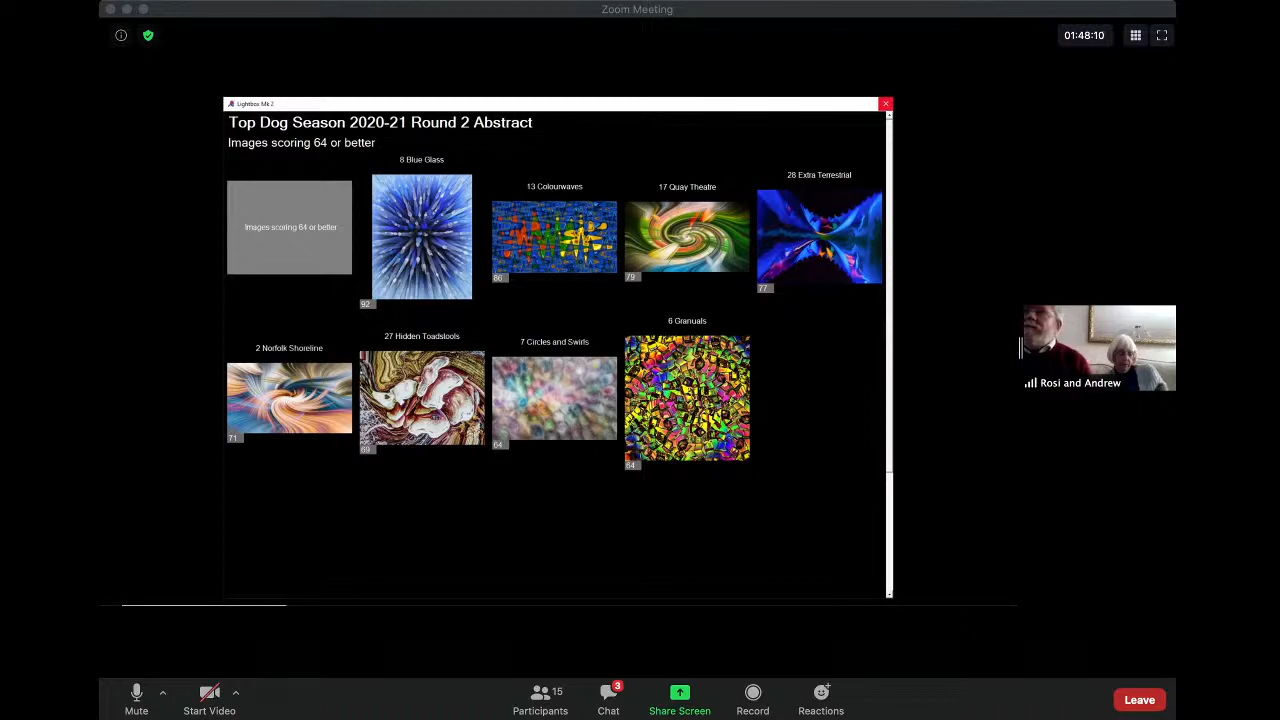 Zoom Meeting
01:48:10
Lightbox Mk 2
Top Dog Season 2020-21 Round 2 Abstract
Images scoring 64 or better
Images scoring 64 or better
8 Blue Glass
92
13 Colourwaves
86
17 Quay Theatre
79
28 Extra Terrestrial
77
2 Norfolk Shoreline
71
27 Hidden Toadstools
69
7 Circles and Swirls
64
6 Granuals
64
Rosi and Andrew
Mute
Start Video
15
Participants
3
Chat
Share Screen
Record
Reactions
Leave